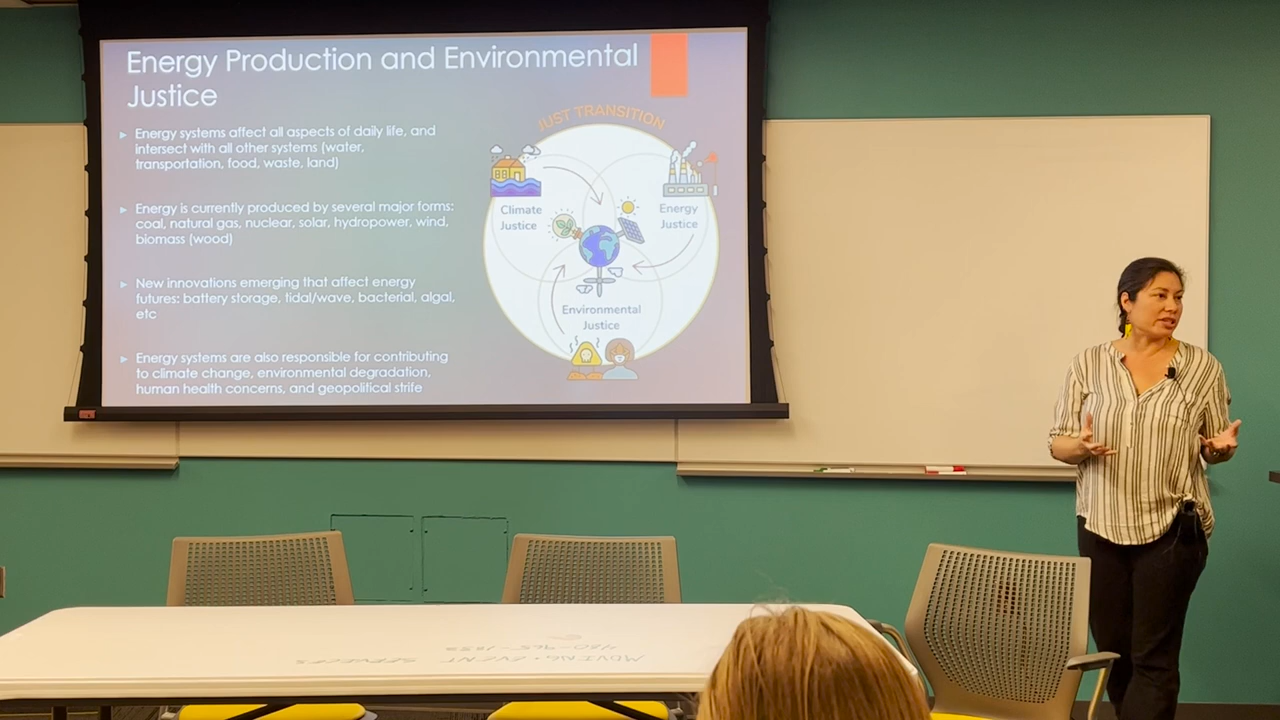 Energy Production and Environmental
Justice
Energy systems affect all aspects of daily life, and
intersect with all other systems (water,
transportation, food, waste, land)
Energy is currently produced by several major forms:
coal, natural gas, nuclear, solar, hydropower, wind,
biomass (wood)
New innovations emerging that affect energy
futures: battery storage, tidal/wave, bacterial, algal,
etc
Energy systems are also responsible for contributing
to climate change, environmental degradation,
human health concerns, and geopolitical strife
JUST TRANSITION
Climate
Justice
Energy
Justice
Environmental
Justice
MOVING + EVENT SERVICES